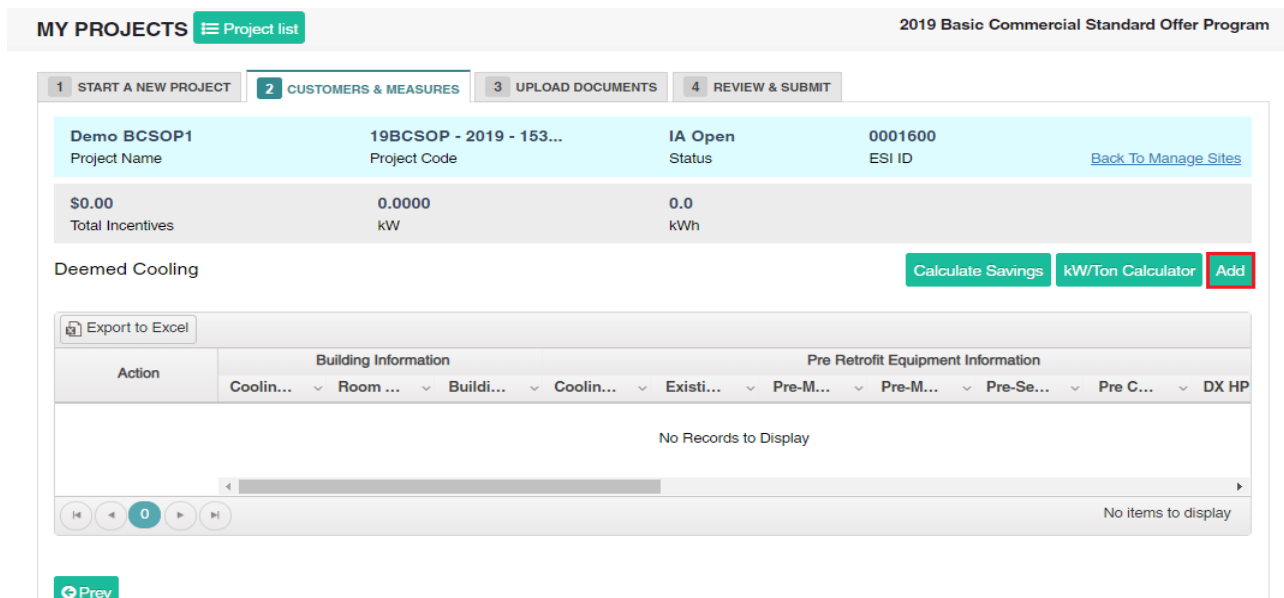 MY PROJECTS Project list 2019 Basic Commercial Standard Offer Program
1 START A NEW PROJECT 2 CUSTOMERS & MEASURES 3 UPLOAD DOCUMENTS 4 REVIEW & SUBMIT
Demo BCSOP1 19BCSOP - 2019 - 153... IA Open 0001600
Project Name Project Code Status ESI ID Back To Manage Sites
$0.00 0.0000 0.0
Total Incentives kW kWh
Deemed Cooling Calculate Savings kW/Ton Calculator Add
Export to Excel
Action Building Information Pre Retrofit Equipment Information
Coolin... Room ... Buildi... Coolin... Existi... Pre-M... Pre-M... Pre-Se... Pre C... DX HP
No Records to Display
0 No items to display
Prev